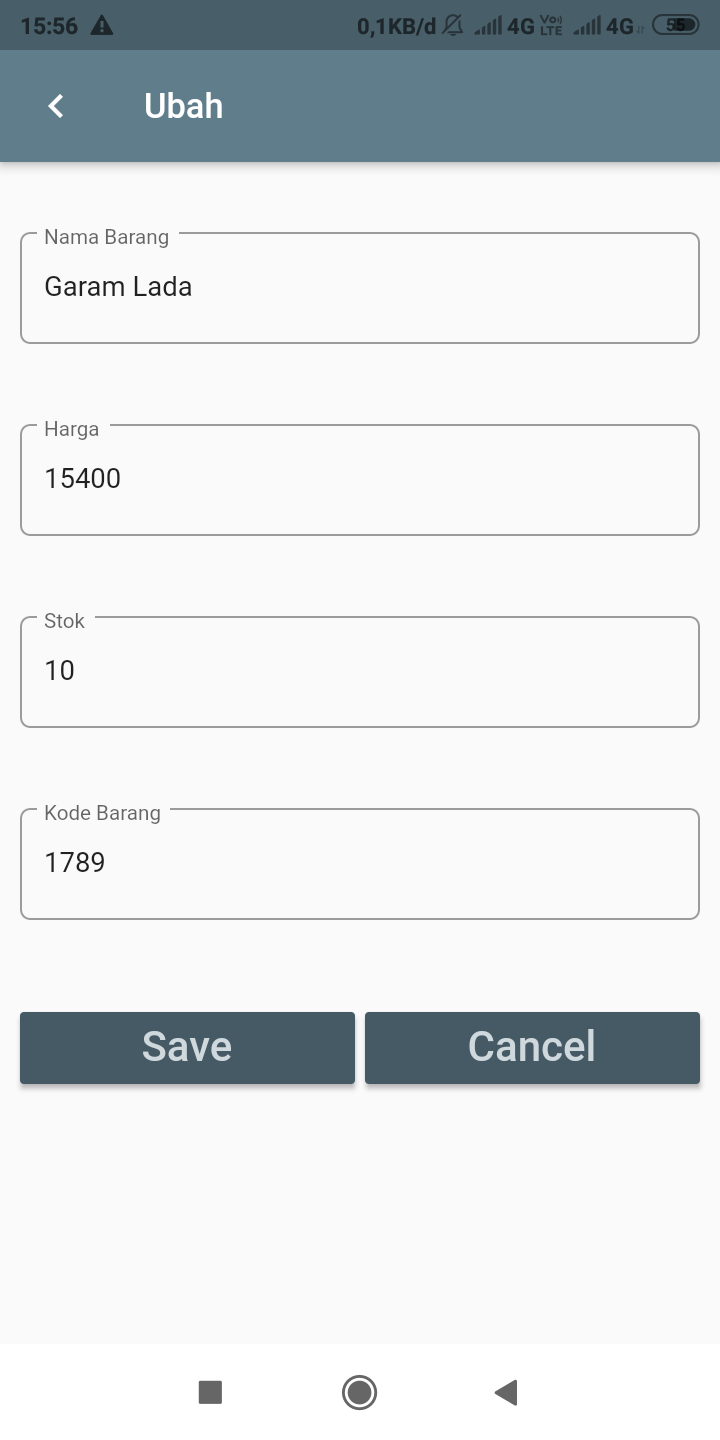 15:56 0,1KB/d 4G Vo) LTE 4G 55
Ubah
Nama Barang
Garam Lada
Harga
15400
Stok
10
Kode Barang
1789
Save Cancel